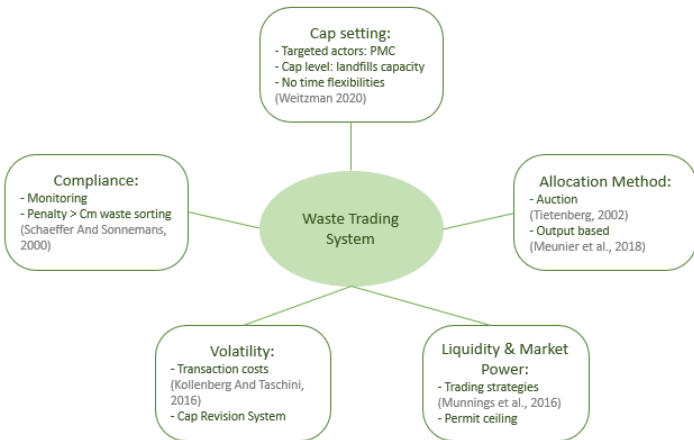 Cap setting:
- Targeted actors: PMC
- Cap level: landfills capacity
- No time flexibilities
(Weitzman 2020)
Compliance:
- Monitoring
- Penalty > Cm waste sorting
(Schaeffer And Sonnemans,
2000)
Waste Trading
System
Allocation Method:
- Auction
(Tietenberg, 2002)
- Output based
(Meunier et al., 2018)
Volatility:
- Transaction costs
(Kollenberg And Taschini,
2016)
- Cap Revision System
Liquidity & Market
Power:
- Trading strategies
(Munnings et al., 2016)
- Permit ceiling